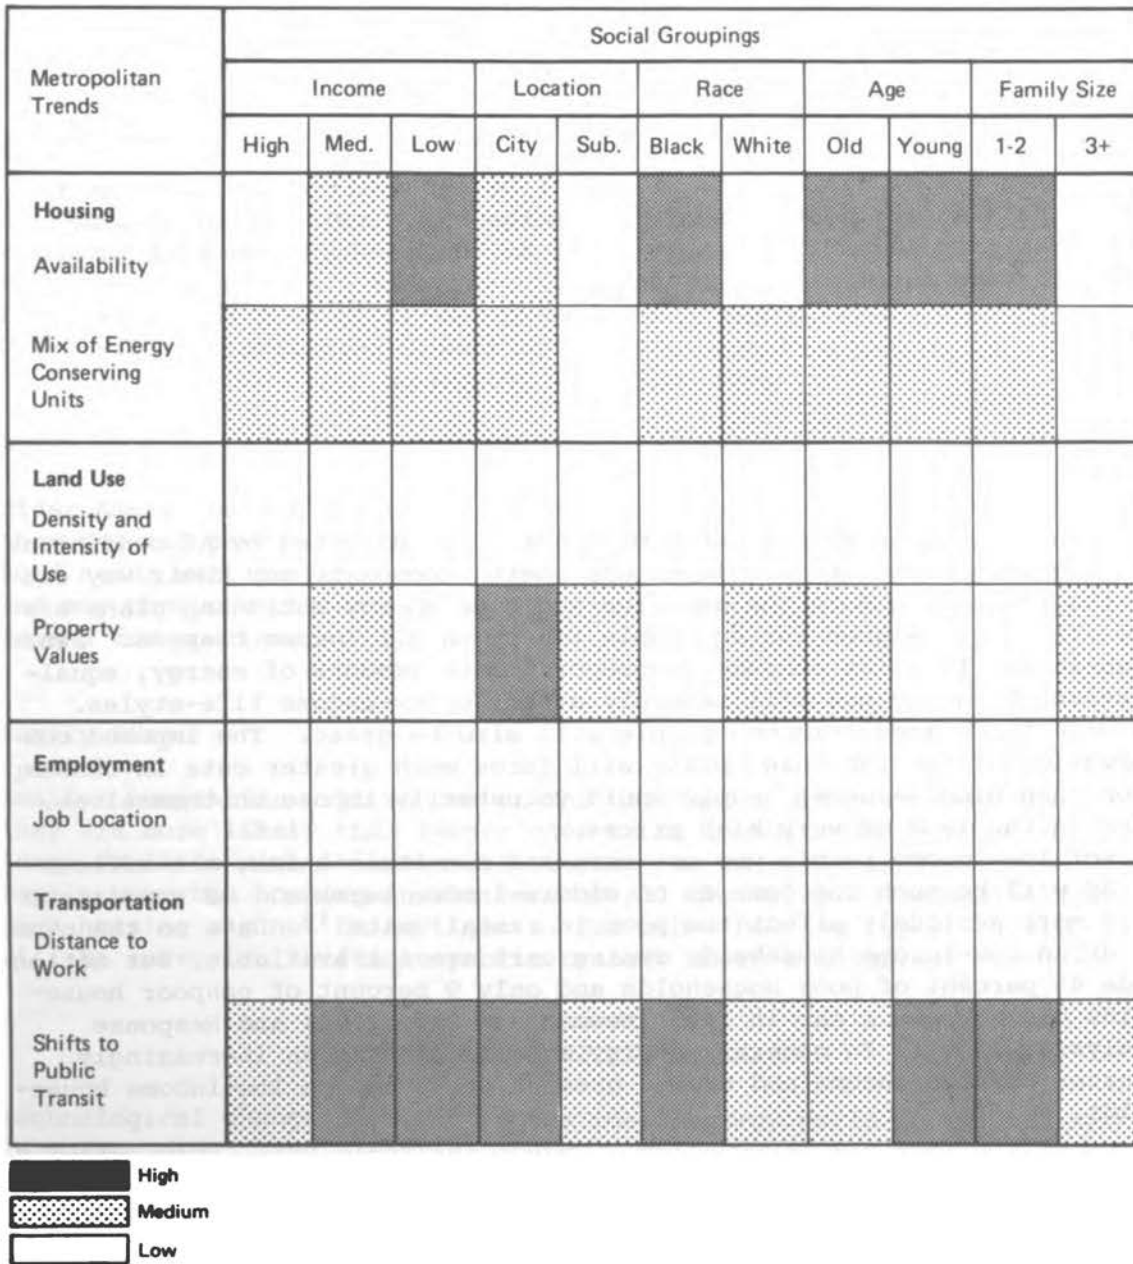 Social Groupings
Metropolitan
Trends
Income Location Race Age Family Size
High Med. Low City Sub. Black White Old Young 1-2 3+
Housing
Availability
Mix of Energy
Conserving
Units
Land Use
Density and
Intensity of
Use
Property
Values
Employment
Job Location
Transportation
Distance to
Work
Shifts to
Public
Transit
High
Medium
Low